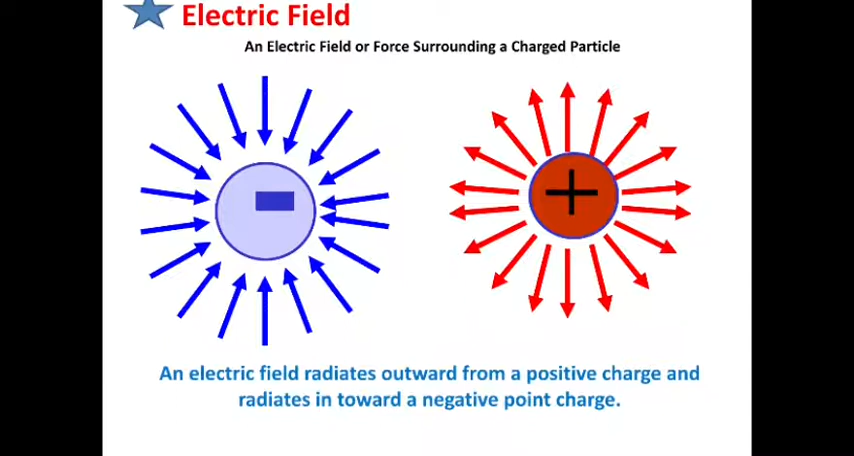 Electric Field
An Electric Field or Force Surrounding a Charged Particle
An electric field radiates outward from a positive charge and
radiates in toward a negative point charge.